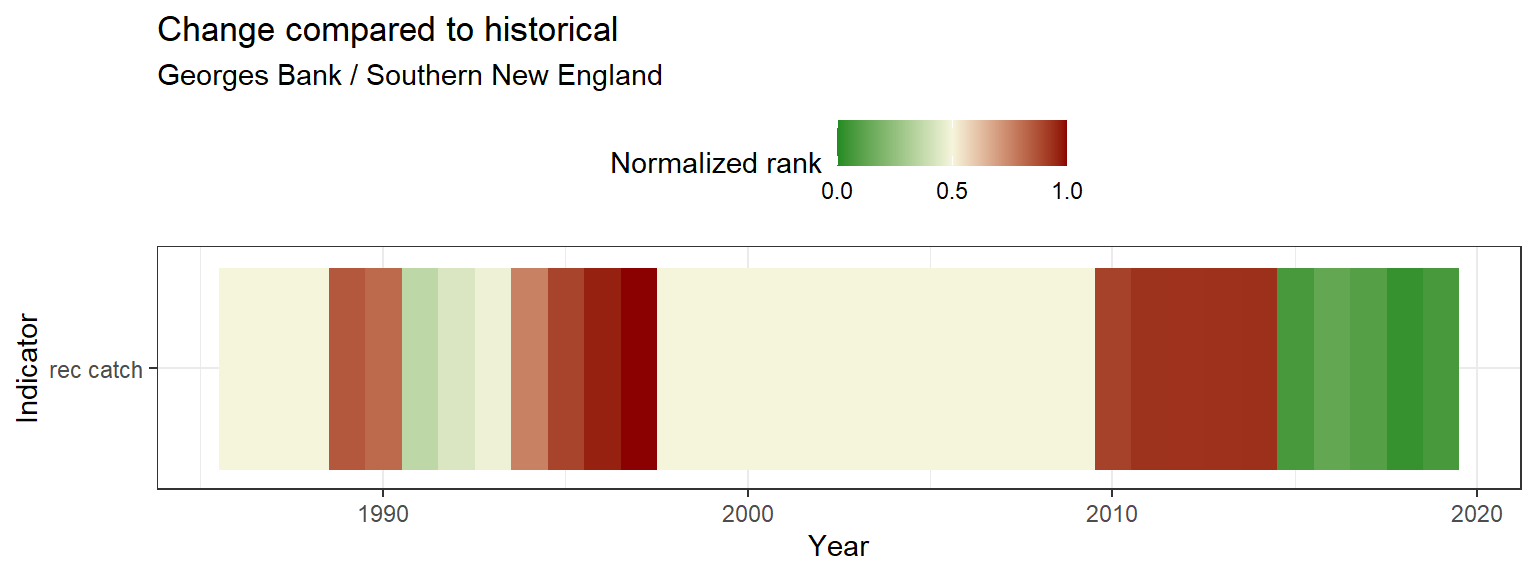 Change compared to historical
Georges Bank / Southern New England
Normalized rank
0.0 0.5 1.0
Indicator
rec catch
1990 2000 2010 2020
Year